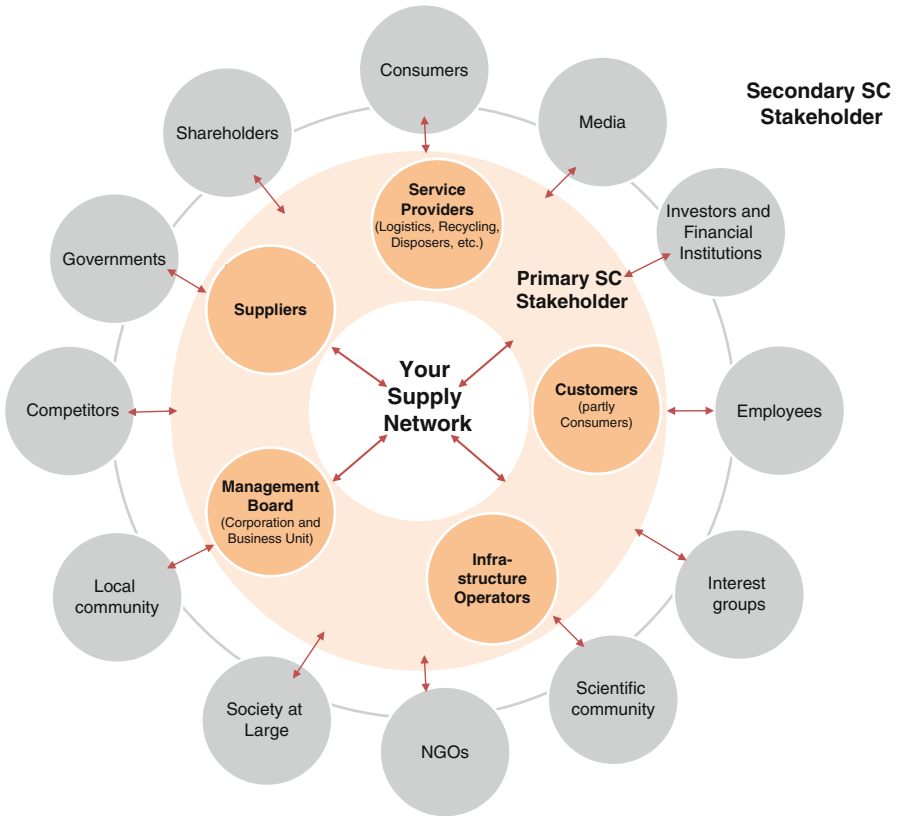 Consumers
Media
Secondary SC
Stakeholder
Shareholders
Service
Providers
(Logistics, Recycling,
Disposers, etc.)
Investors and
Financial
Institutions
Governments
Primary SC
Stakeholder
Suppliers
Your
Supply
Network
Customers
(partly
Consumers)
Competitors
Employees
Management
Board
(Corporation and
Business Unit)
Infra-
structure
Operators
Local
community
Interest
groups
Scientific
community
Society at
Large
NGOs